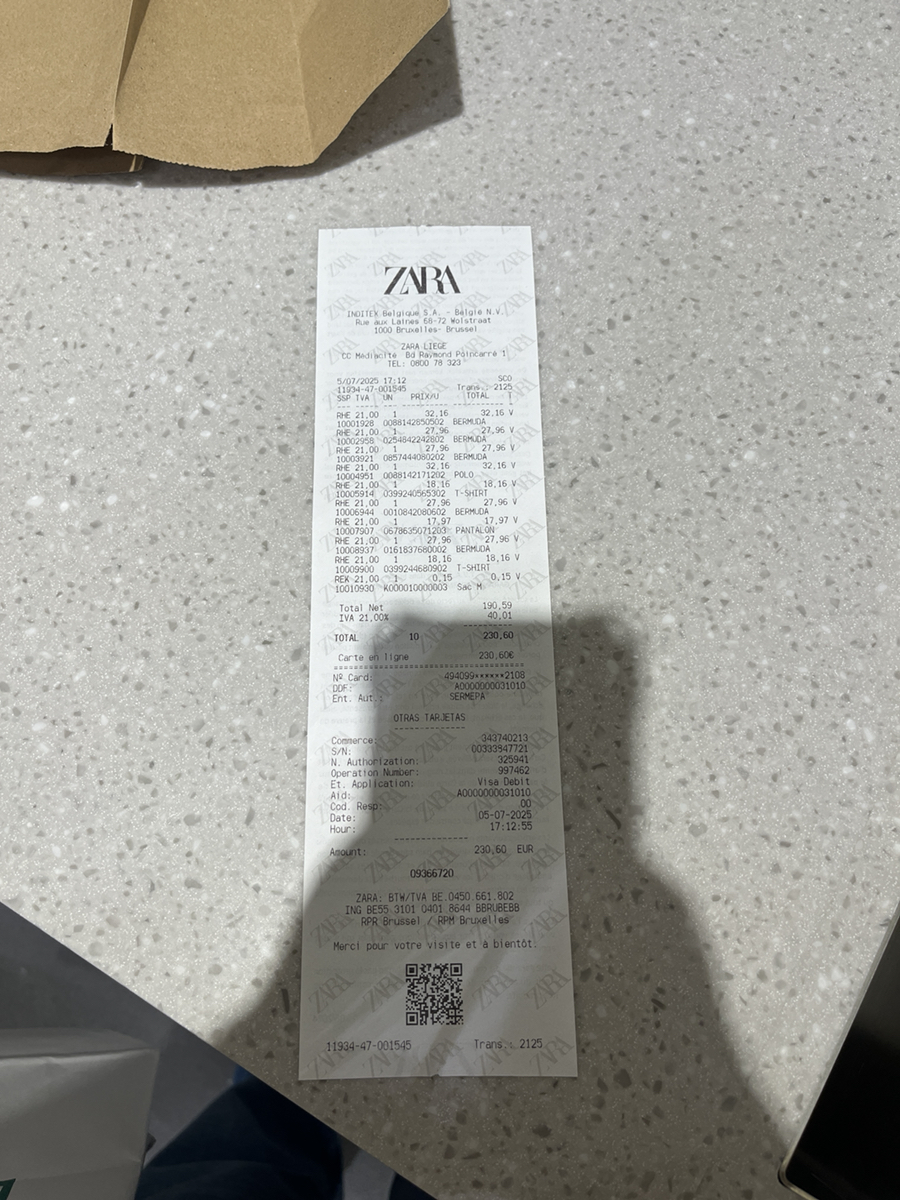 ZARA
INDITEX Belgique S.A. - Belgie N.V.
Rue aux Laines 68-72 Wolstraat
1000 Bruxelles- Brussel
ZARA LIEGE
CC Mediacité Bd Raymond Poincarré 1
TEL: 0800 78 323
5/07/2025 17:12 SCO
11934-47-001545 Trans.: 2125
S&P TVA UN PRIX/U TOTAL T
RHE 21,00 1 32,16 32,16 V
10001928 0088142850502 BERMUDA
RHE 21,00 1 27,96 27,96 V
10002958 0254842242802 BERMUDA
RHE 21,00 1 27,96 27,96 V
10003921 0857444080202 BERMUDA
RHE 21,00 1 32,16 32,16 V
10004951 0088142171202 POLO
RHE 21,00 1 18,16 18,16 V
10005914 0399240565302 T-SHIRT
RHE 21,00 1 27,96 27,96 V
10006944 0010842080602 BERMUDA
RHE 21,00 1 17,97 17,97 V
10007907 0678635071203 PANTALON
RHE 21,00 1 27,96 27,96 V
10008937 0161837680002 BERMUDA
RHE 21,00 1 18,16 18,16 V
10009900 0399244680902 T-SHIRT
REK 21,00 1 0,15 0,15 V
10010930 K000010000003 Sac M
Total Net 190,59
IVA 21,00% 40,01
TOTAL 10 230,60
Carte en ligne 230,60€
Nº Card: 494099******2108
DDF: A0000000031010
Ent. Aut.: SERMEPA
OTRAS TARJETAS
Commerce: 343740213
S/N: 00333847721
N. Authorization: 325941
Operation Number: 997462
Et. Application: Visa Debit
Aid: A0000000031010
Cod. Resp: 00
Date: 05-07-2025
Hour: 17:12:55
Amount: 230,60 EUR
09366720
ZARA: BTW/TVA BE.0450.661.802
ING BE55 3101 0401 8644 BBRUBEBB
RPR Brussel / RPM Bruxelles
Merci pour votre visite et à bientôt.
11934-47-001545 Trans.: 2125